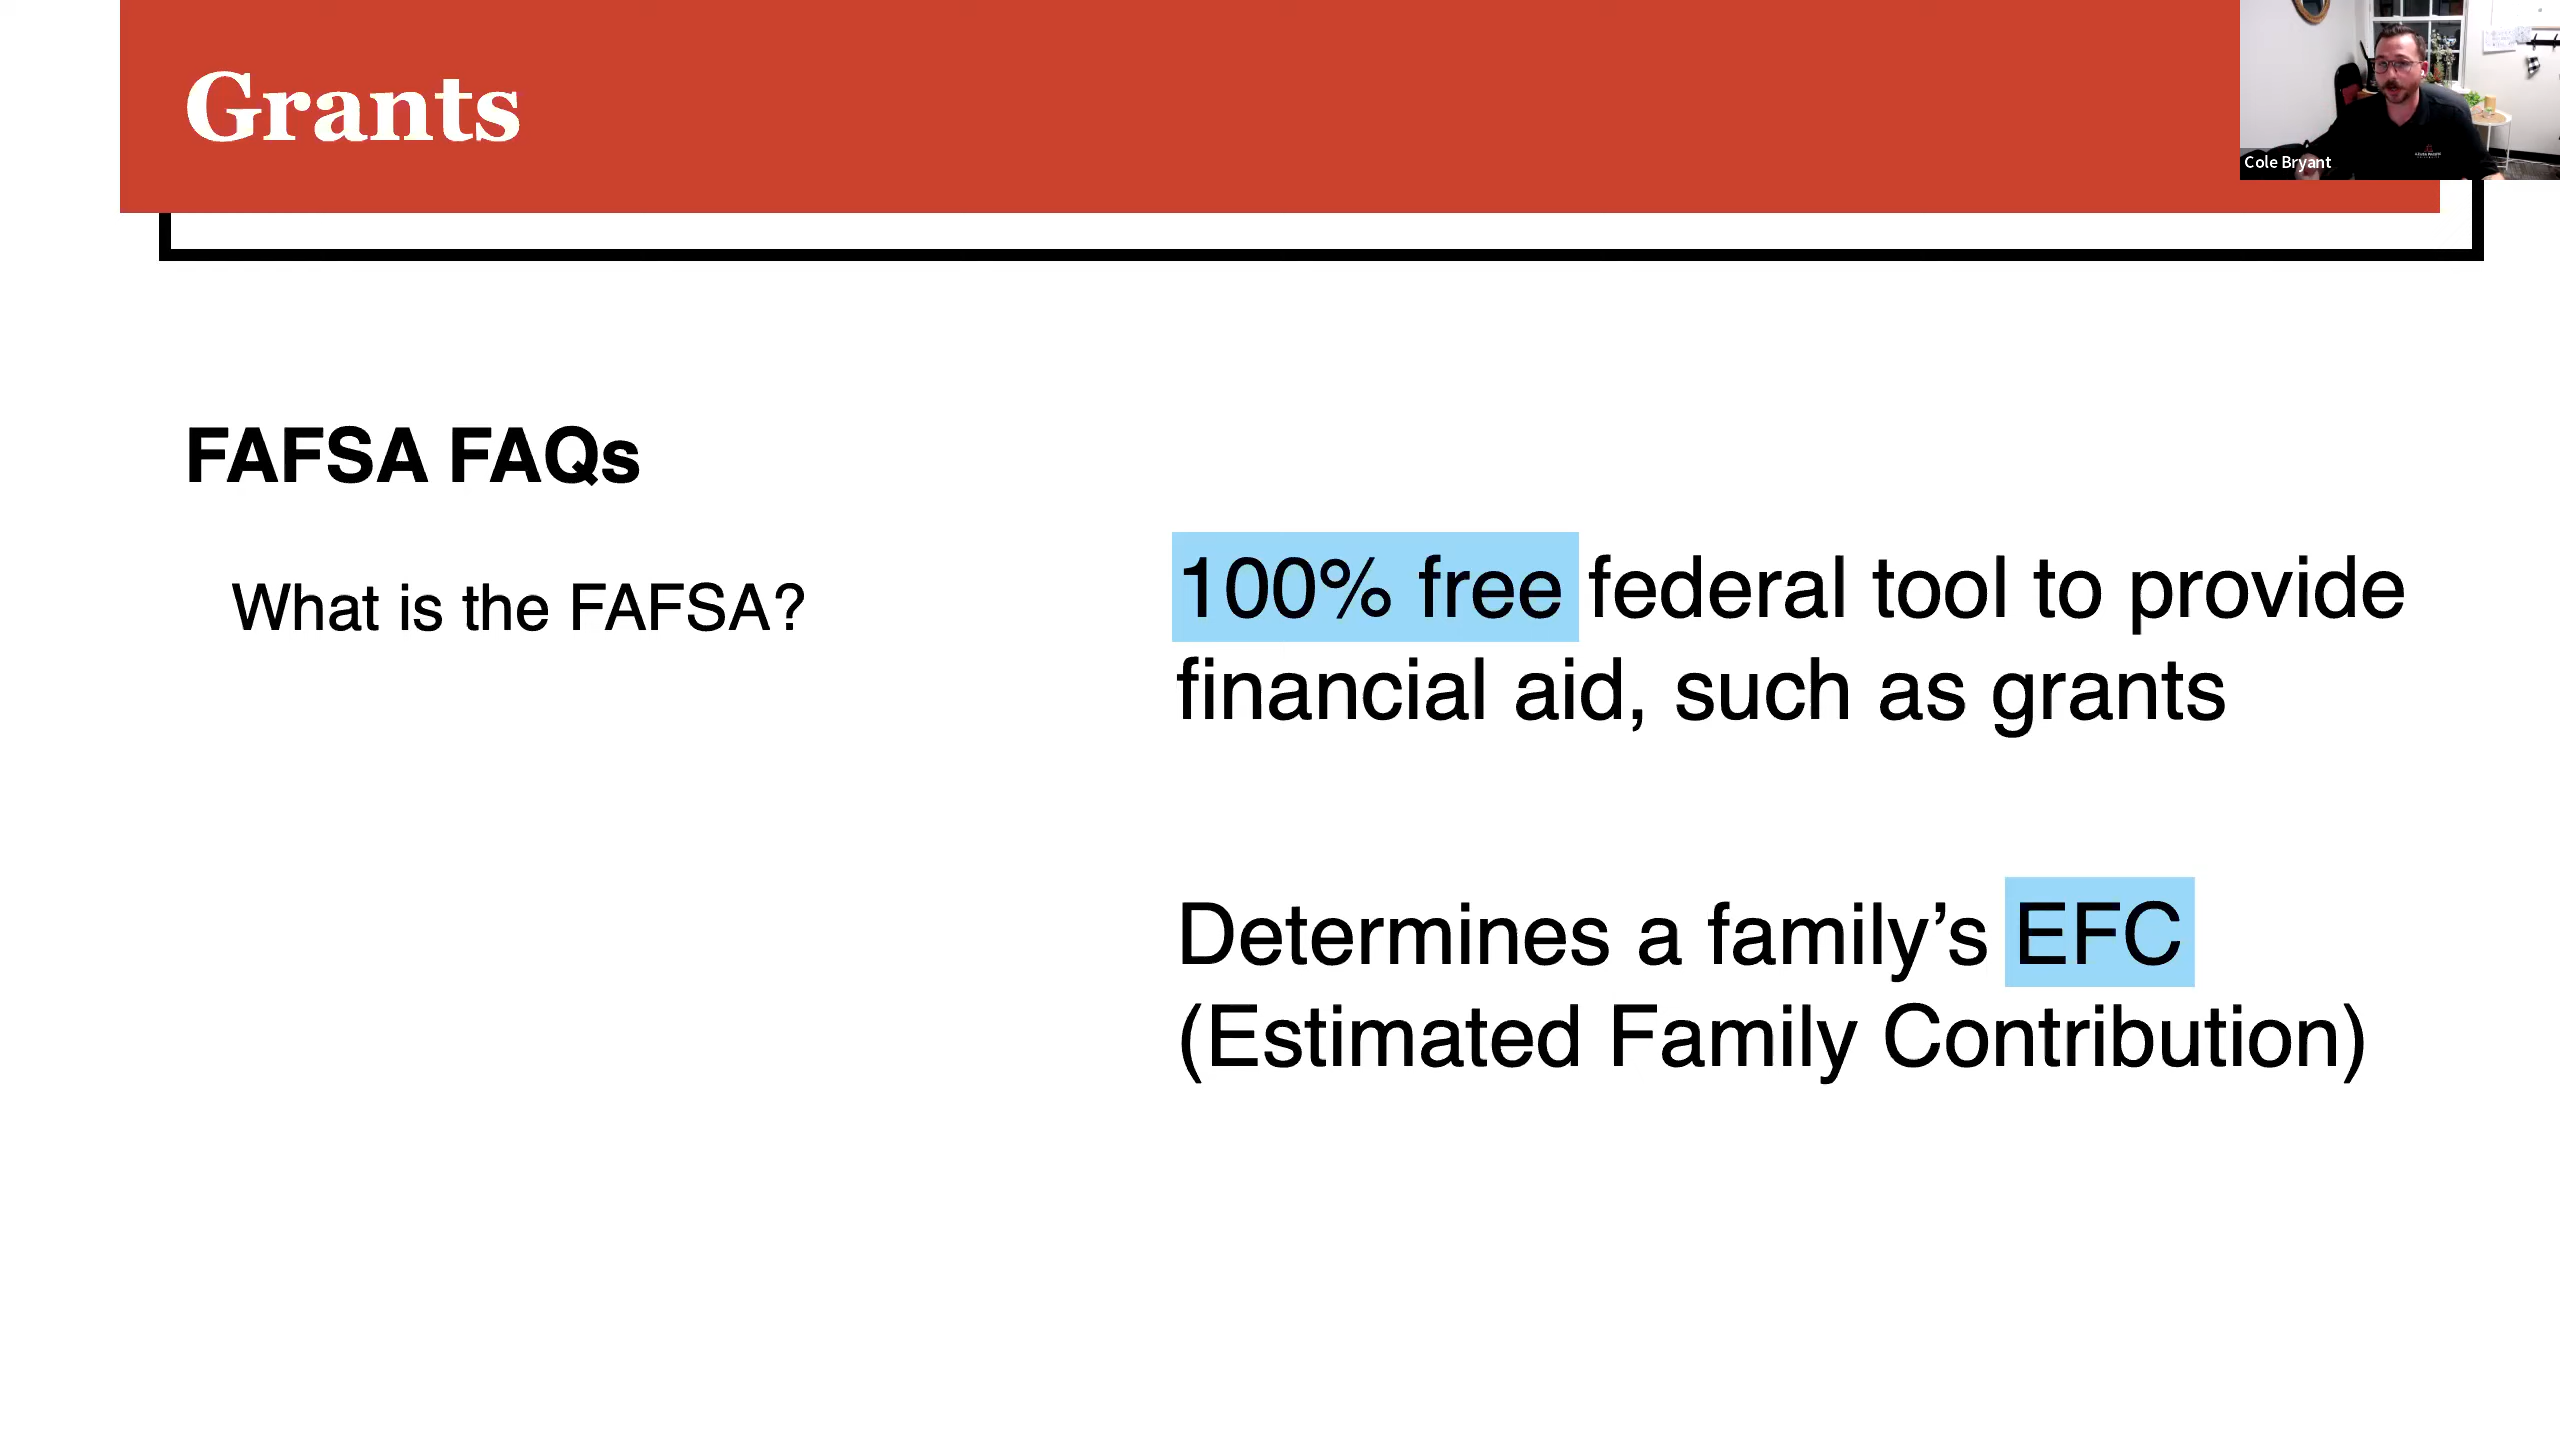 Grants
Cole Bryant
FAFSA FAQs
What is the FAFSA?
100% free federal tool to provide
financial aid, such as grants
Determines a family’s EFC
(Estimated Family Contribution)